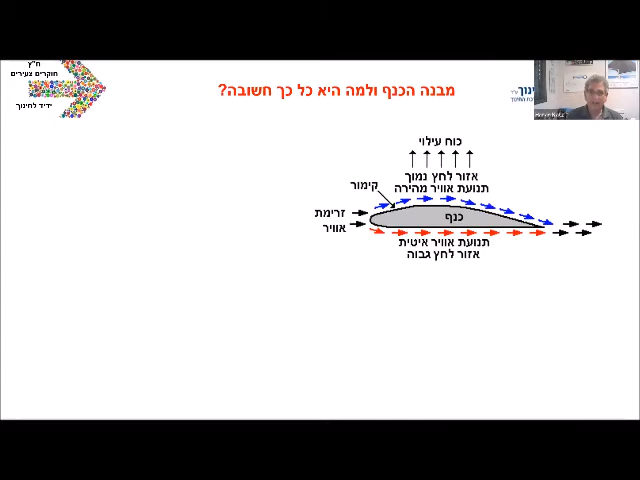 ח"ץ
חוקרים צעירים
ידיד לחינוך
מבנה הכנף ולמה היא כל כך חשובה?
כוח עילוי
אזור לחץ נמוך
תנועת אוויר מהירה
קימור
זרימת
אוויר
כנף
תנועת אוויר איטית
אזור לחץ גבוה